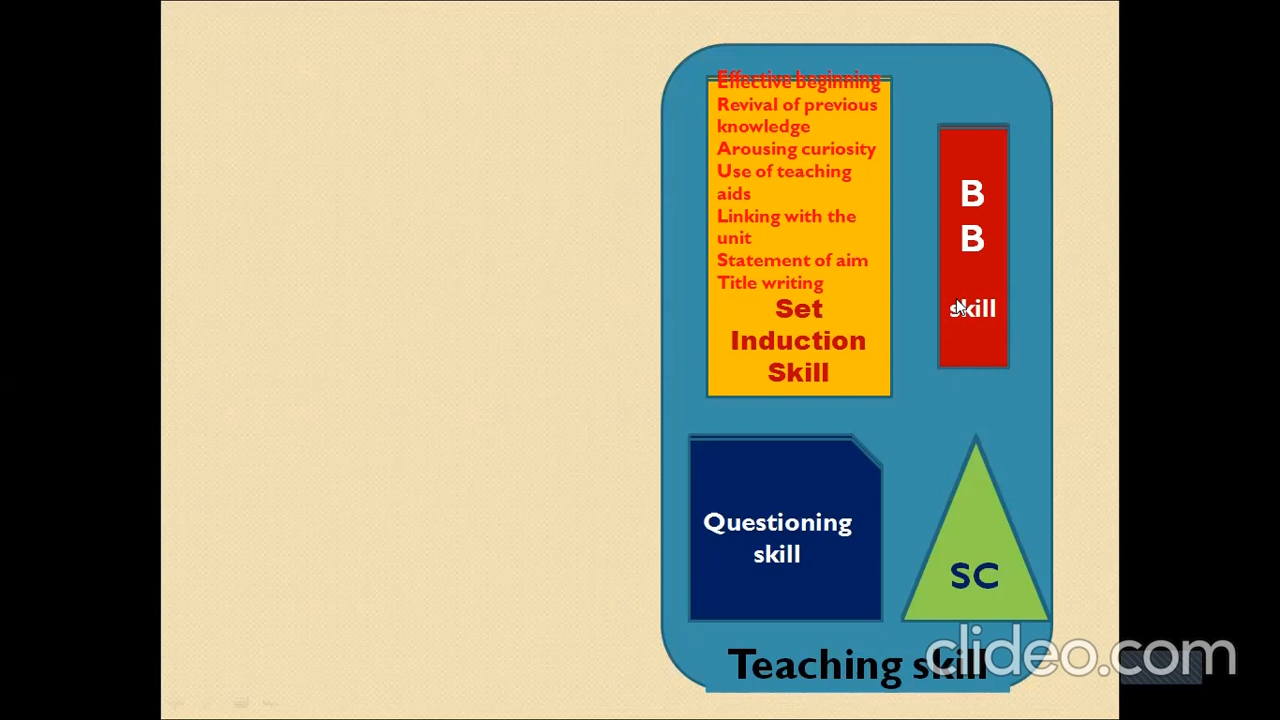 Effective beginning
Revival of previous
knowledge
Arousing curiosity
Use of teaching
aids
Linking with the
unit
Statement of aim
Title writing
Set
Induction
Skill
B
B
skill
Questioning
skill
SC
Teaching skill
clideo.com